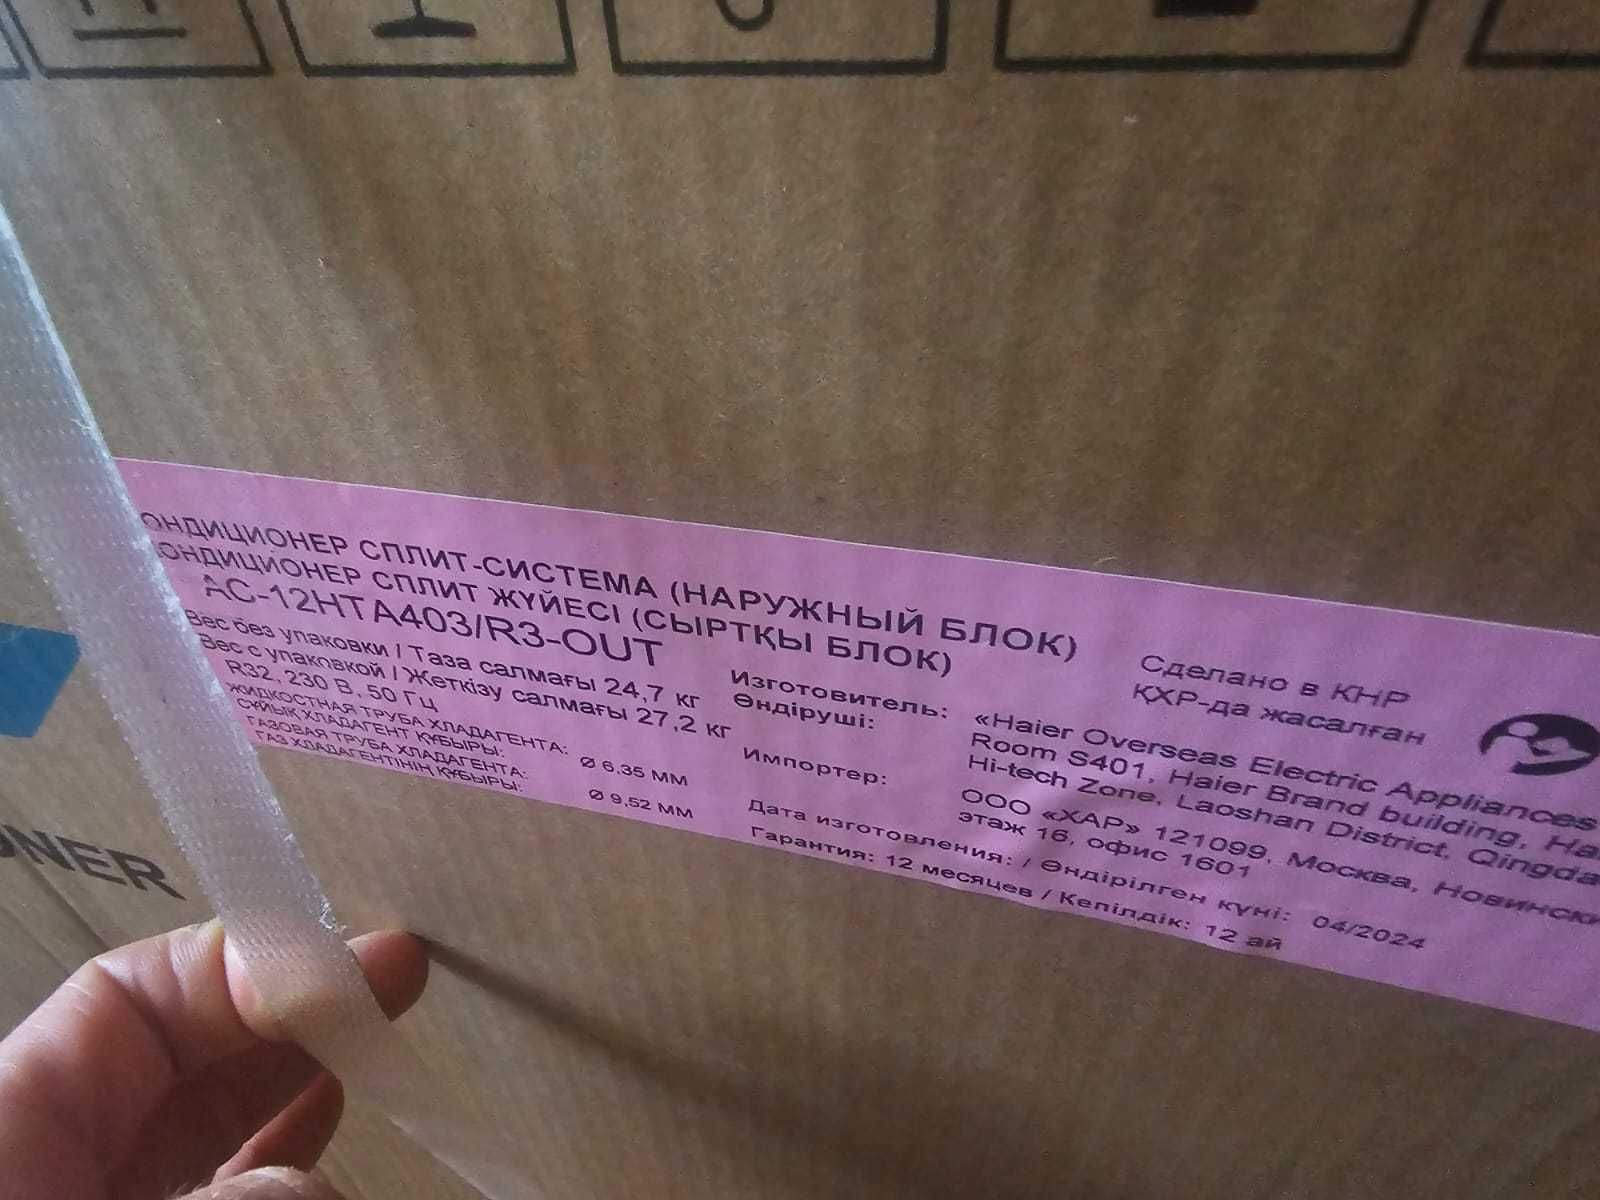 ОНДИЦИОНЕР СПЛИТ-СИСТЕМА (НАРУЖНЫЙ БЛОК)
ОНДИЦИОНЕР СПЛИТ ЖҮЙЕСІ (СЫРТҚЫ БЛОК)
AC-12HTA403/R3-OUT
Вес без упаковки / Таза салмағы 24,7 кг
Вес с упаковкой / Жеткізу салмағы 27,2 кг
R32, 230 В, 50 ГЦ
ЖИДКОСТНАЯ ТРУБА ХЛАДАГЕНТА:
СҰЙЫҚ ХЛАДАГЕНТ ҚҰБЫРЫ:
Ø 6,35 мм
ГАЗОВАЯ ТРУБА ХЛАДАГЕНТА:
ГАЗ ХЛАДАГЕНТІНІҢ ҚҰБЫРЫ:
Ø 9,52 мм
Сделано в КНР
ҚХР-да жасалған
Изготовитель:
Өндіруші:
«Haier Overseas Electric Appliances
Room S401, Haier Brand building, Ha
Hi-tech Zone, Laoshan District, Qingda
Импортер:
ООО «ХАР» 121099, Москва, Новински
этаж 16, офис 1601
Дата изготовления: / Өндірілген күні: 04/2024
Гарантия: 12 месяцев / Кепілдік: 12 ай
ONER